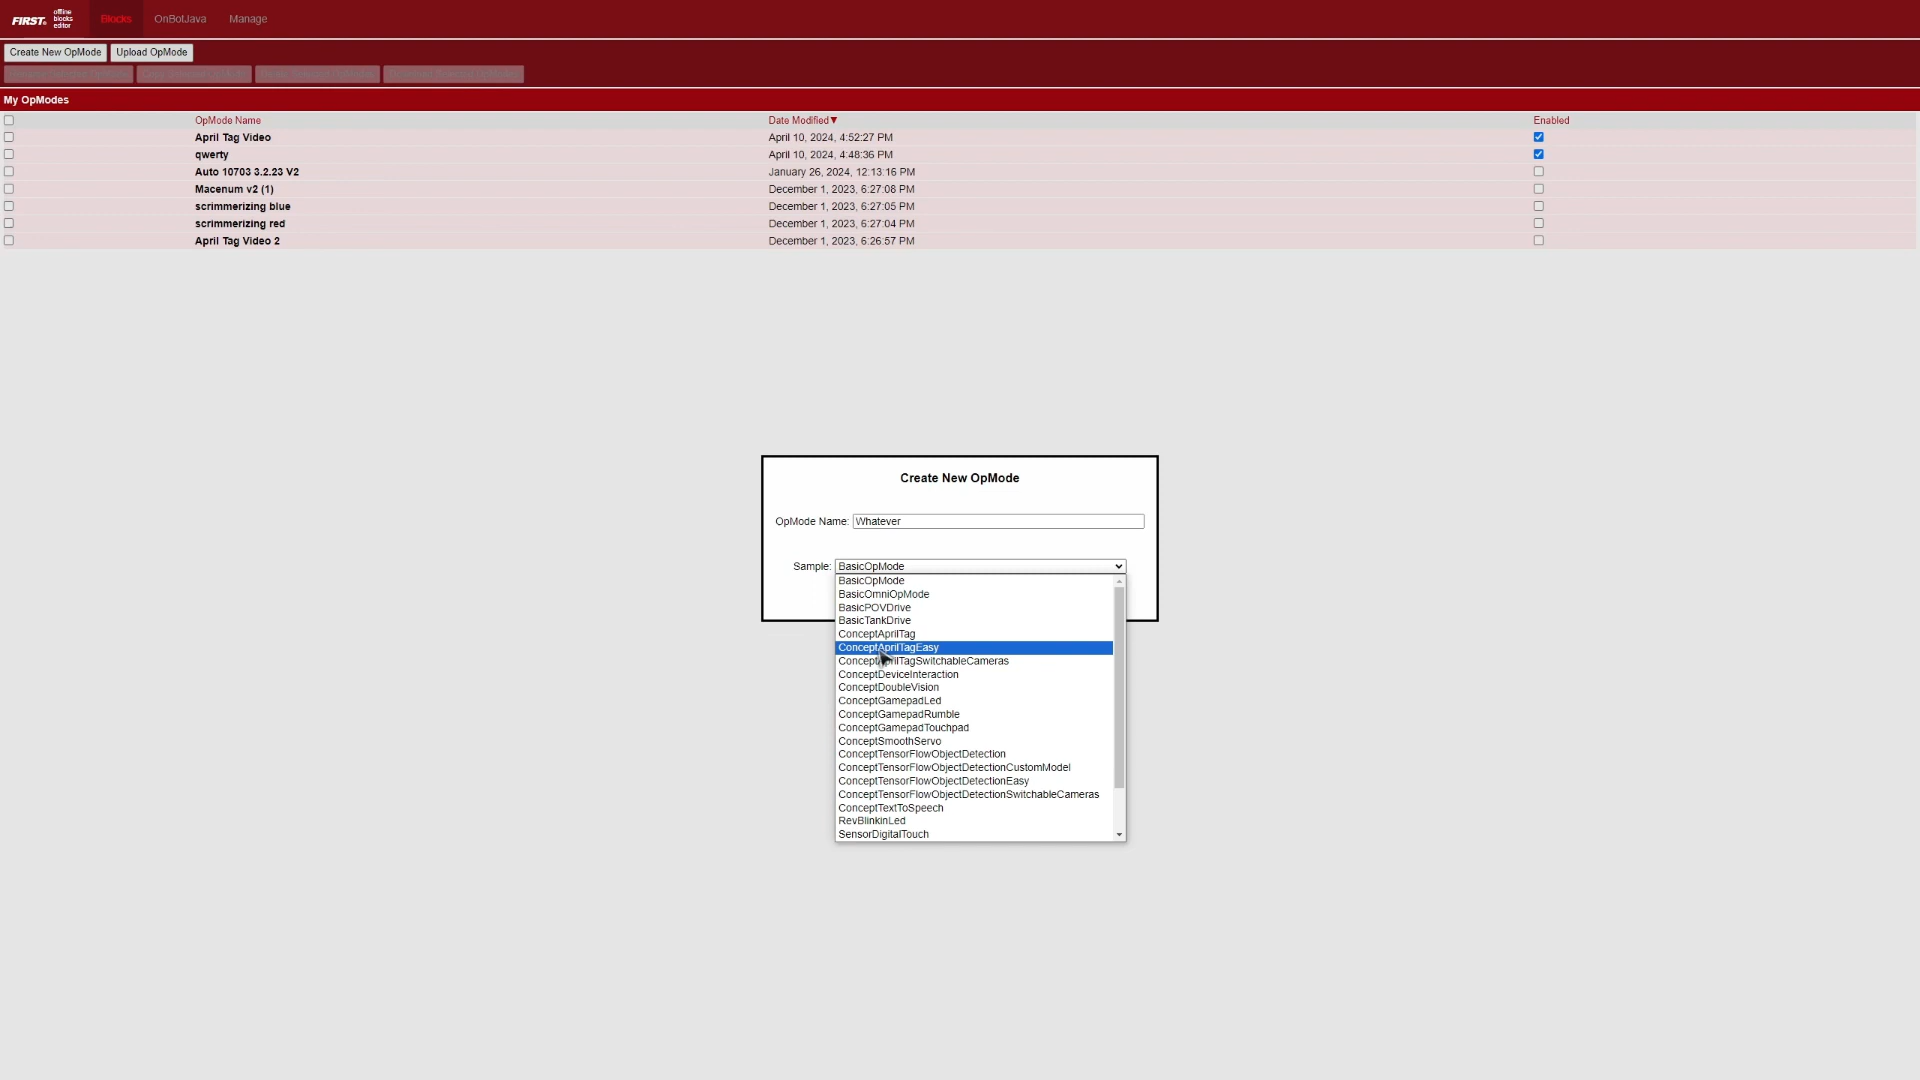 FIRST. offline blocks editor
Blocks OnBotJava Manage
Create New OpMode Upload OpMode
My OpModes
OpMode Name Date Modified▼ Enabled
April Tag Video April 10, 2024, 4:52:27 PM
qwerty April 10, 2024, 4:48:36 PM
Auto 10703 3.2.23 V2 January 26, 2024, 12:13:16 PM
Macenum v2 (1) December 1, 2023, 6:27:08 PM
scrimmerizing blue December 1, 2023, 6:27:05 PM
scrimmerizing red December 1, 2023, 6:27:04 PM
April Tag Video 2 December 1, 2023, 6:26:57 PM
Create New OpMode
OpMode Name: Whatever
Sample: BasicOpMode
BasicOpMode
BasicOmniOpMode
BasicPOVDrive
BasicTankDrive
ConceptAprilTag
ConceptAprilTagEasy
ConceptAprilTagSwitchableCameras
ConceptDeviceInteraction
ConceptDoubleVision
ConceptGamepadLed
ConceptGamepadRumble
ConceptGamepadTouchpad
ConceptSmoothServo
ConceptTensorFlowObjectDetection
ConceptTensorFlowObjectDetectionCustomModel
ConceptTensorFlowObjectDetectionEasy
ConceptTensorFlowObjectDetectionSwitchableCameras
ConceptTextToSpeech
RevBlinkinLed
SensorDigitalTouch